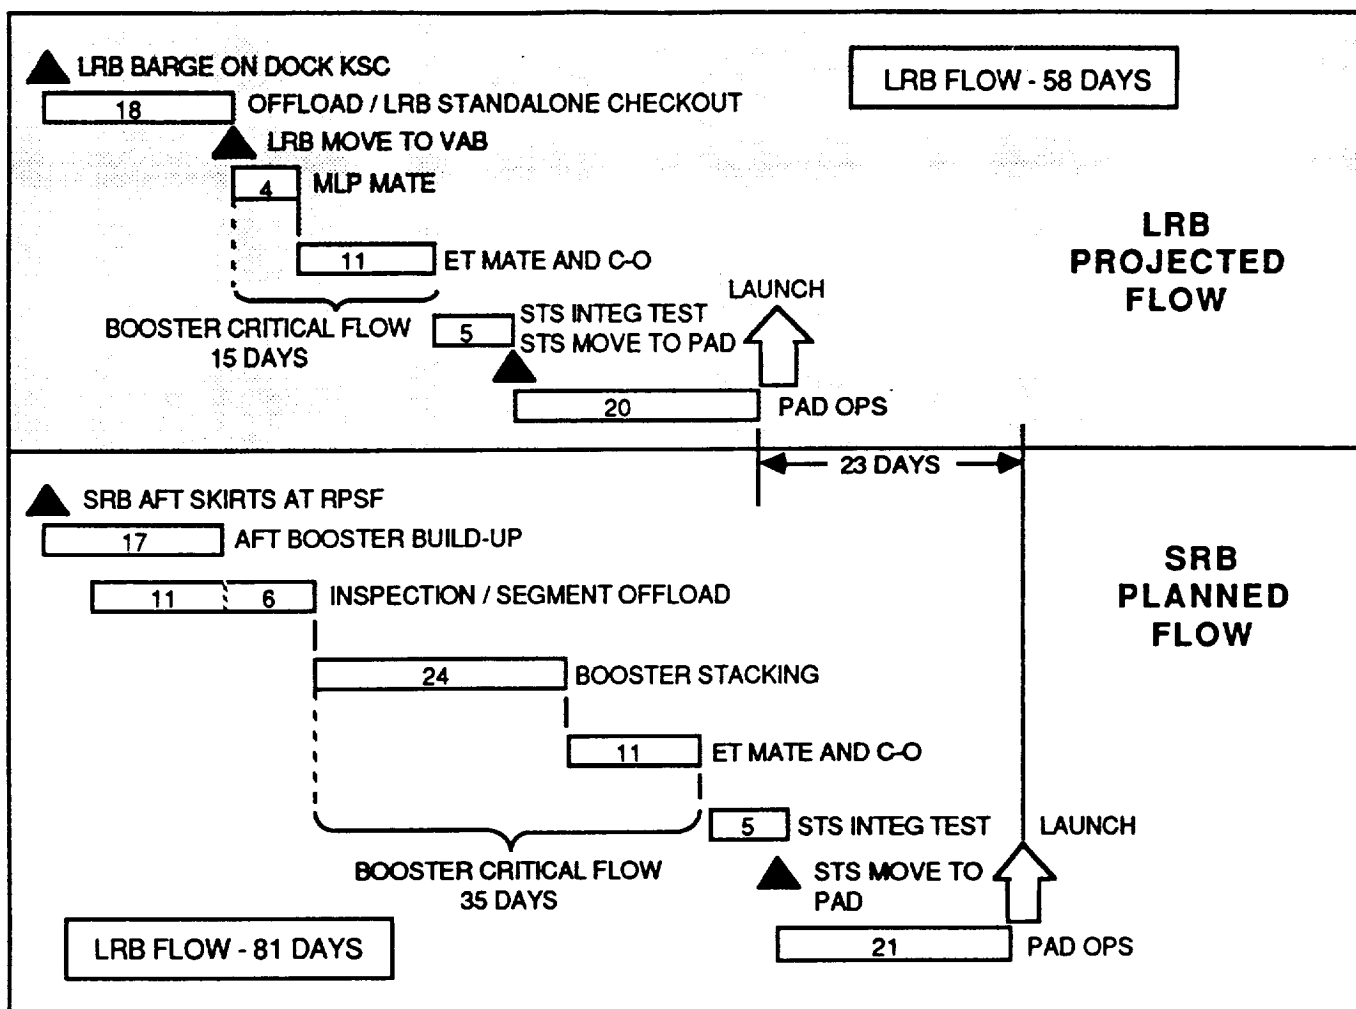 LRB BARGE ON DOCK KSC
LRB FLOW - 58 DAYS
18
OFFLOAD / LRB STANDALONE CHECKOUT
LRB MOVE TO VAB
4
MLP MATE
LRB
PROJECTED
FLOW
11
ET MATE AND C-O
BOOSTER CRITICAL FLOW
15 DAYS
LAUNCH
5
STS INTEG TEST
STS MOVE TO PAD
20
PAD OPS
23 DAYS
SRB AFT SKIRTS AT RPSF
17
AFT BOOSTER BUILD-UP
SRB
PLANNED
FLOW
11
6
INSPECTION / SEGMENT OFFLOAD
24
BOOSTER STACKING
11
ET MATE AND C-O
5
STS INTEG TEST
LAUNCH
BOOSTER CRITICAL FLOW
35 DAYS
STS MOVE TO
PAD
LRB FLOW - 81 DAYS
21
PAD OPS